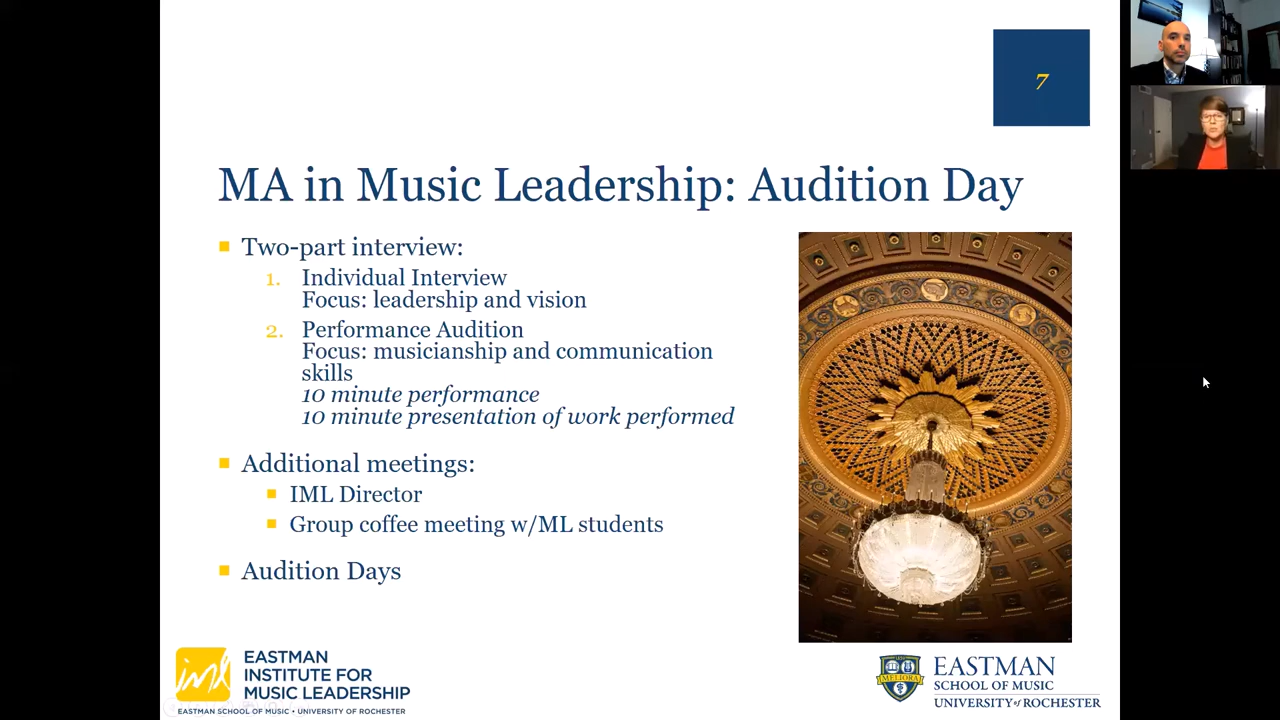 7
MA in Music Leadership: Audition Day
Two-part interview:
1. Individual Interview
Focus: leadership and vision
2. Performance Audition
Focus: musicianship and communication
skills
10 minute performance
10 minute presentation of work performed
Additional meetings:
IML Director
Group coffee meeting w/ML students
Audition Days
iml
EASTMAN
INSTITUTE FOR
MUSIC LEADERSHIP
EASTMAN SCHOOL OF MUSIC • UNIVERSITY OF ROCHESTER
MELIORA
EASTMAN
SCHOOL OF MUSIC
UNIVERSITY of ROCHESTER